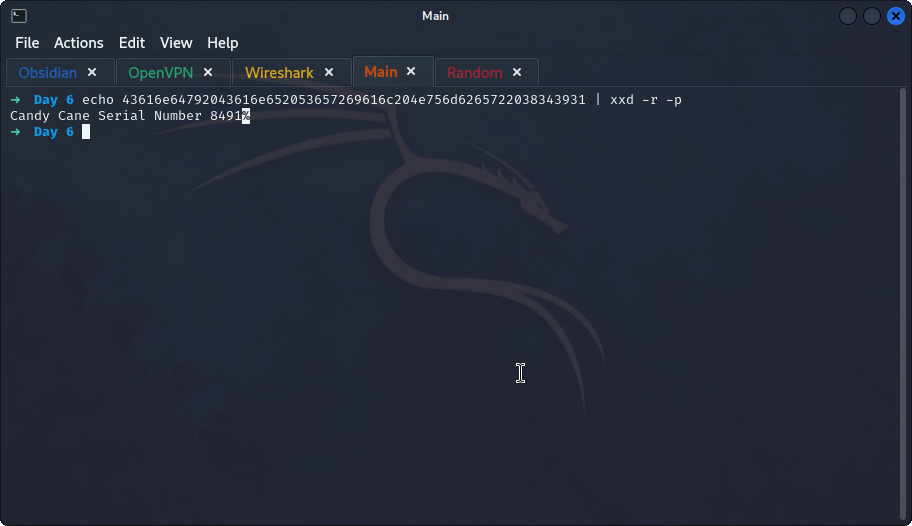 Main
File Actions Edit View Help
Obsidian × OpenVPN × Wireshark × Main × Random ×
➜ Day 6 echo 43616e64792043616e652053657269616c204e756d6265722038343931 | xxd -r -p
Candy Cane Serial Number 8491%
➜ Day 6